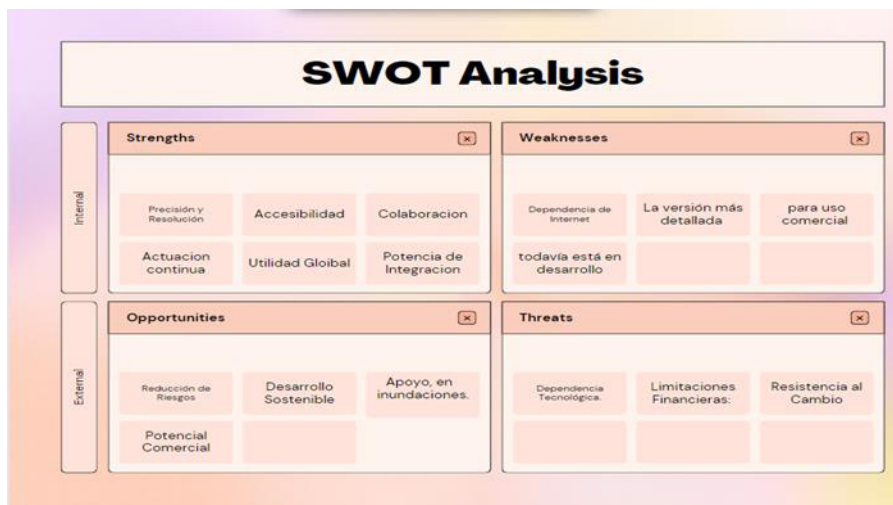 SWOT Analysis
Internal
Strengths
Precisión y
Resolución
Accesibilidad
Colaboracion
Actuacion
continua
Utilidad Gloibal
Potencia de
Integracion
Weaknesses
Dependencia de
Internet
La versión más
detallada
para uso
comercial
todavía está en
desarrollo
External
Opportunities
Reducción de
Riesgos
Desarrollo
Sostenible
Apoyo, en
inundaciones.
Potencial
Comercial
Threats
Dependencia
Tecnológica.
Limitaciones
Financieras:
Resistencia al
Cambio